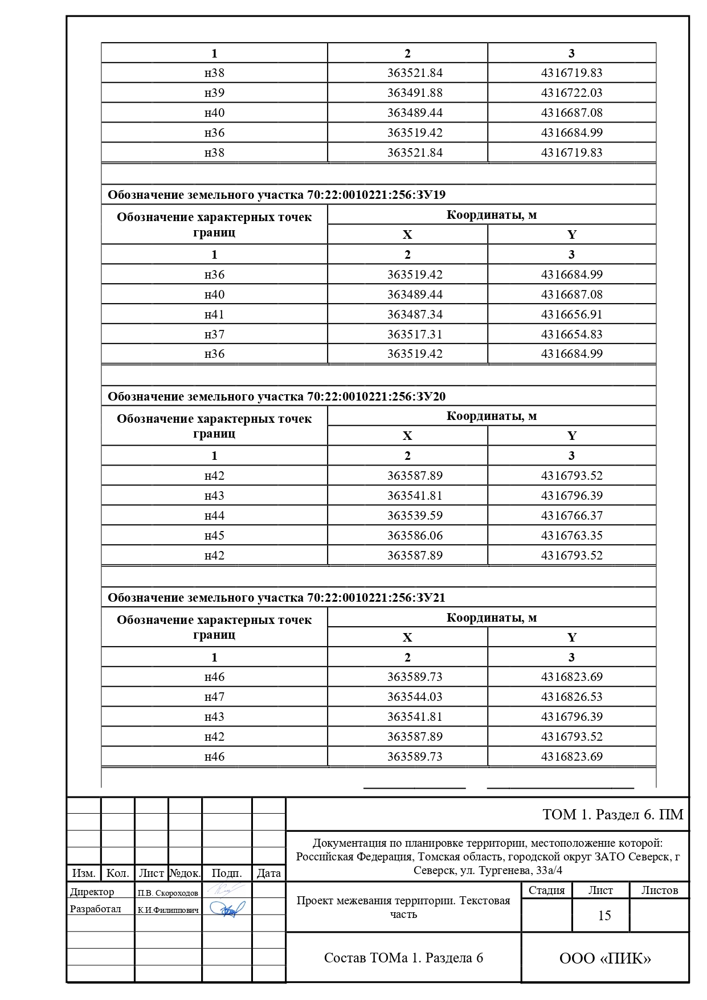 1 2 3
н38 363521.84 4316719.83
н39 363491.88 4316722.03
н40 363489.44 4316687.08
н36 363519.42 4316684.99
н38 363521.84 4316719.83
Обозначение земельного участка 70:22:0010221:256:ЗУ19
Обозначение характерных точек
границ
Координаты, м
X Y
1 2 3
н36 363519.42 4316684.99
н40 363489.44 4316687.08
н41 363487.34 4316656.91
н37 363517.31 4316654.83
н36 363519.42 4316684.99
Обозначение земельного участка 70:22:0010221:256:ЗУ20
Обозначение характерных точек
границ
Координаты, м
X Y
1 2 3
н42 363587.89 4316793.52
н43 363541.81 4316796.39
н44 363539.59 4316766.37
н45 363586.06 4316763.35
н42 363587.89 4316793.52
Обозначение земельного участка 70:22:0010221:256:ЗУ21
Обозначение характерных точек
границ
Координаты, м
X Y
1 2 3
н46 363589.73 4316823.69
н47 363544.03 4316826.53
н43 363541.81 4316796.39
н42 363587.89 4316793.52
н46 363589.73 4316823.69
ТОМ 1. Раздел 6. ПМ
Документация по планировке территории, местоположение которой:
Российская Федерация, Томская область, городской округ ЗАТО Северск, г
Северск, ул. Тургенева, 33а/4
Изм. Кол. Лист №док. Подп. Дата
Директор П.В. Скороходов
Разработал К.И.Филиппович
Проект межевания территории. Текстовая
часть
Стадия Лист Листов
15
Состав ТОМа 1. Раздела 6
ООО «ПИК»